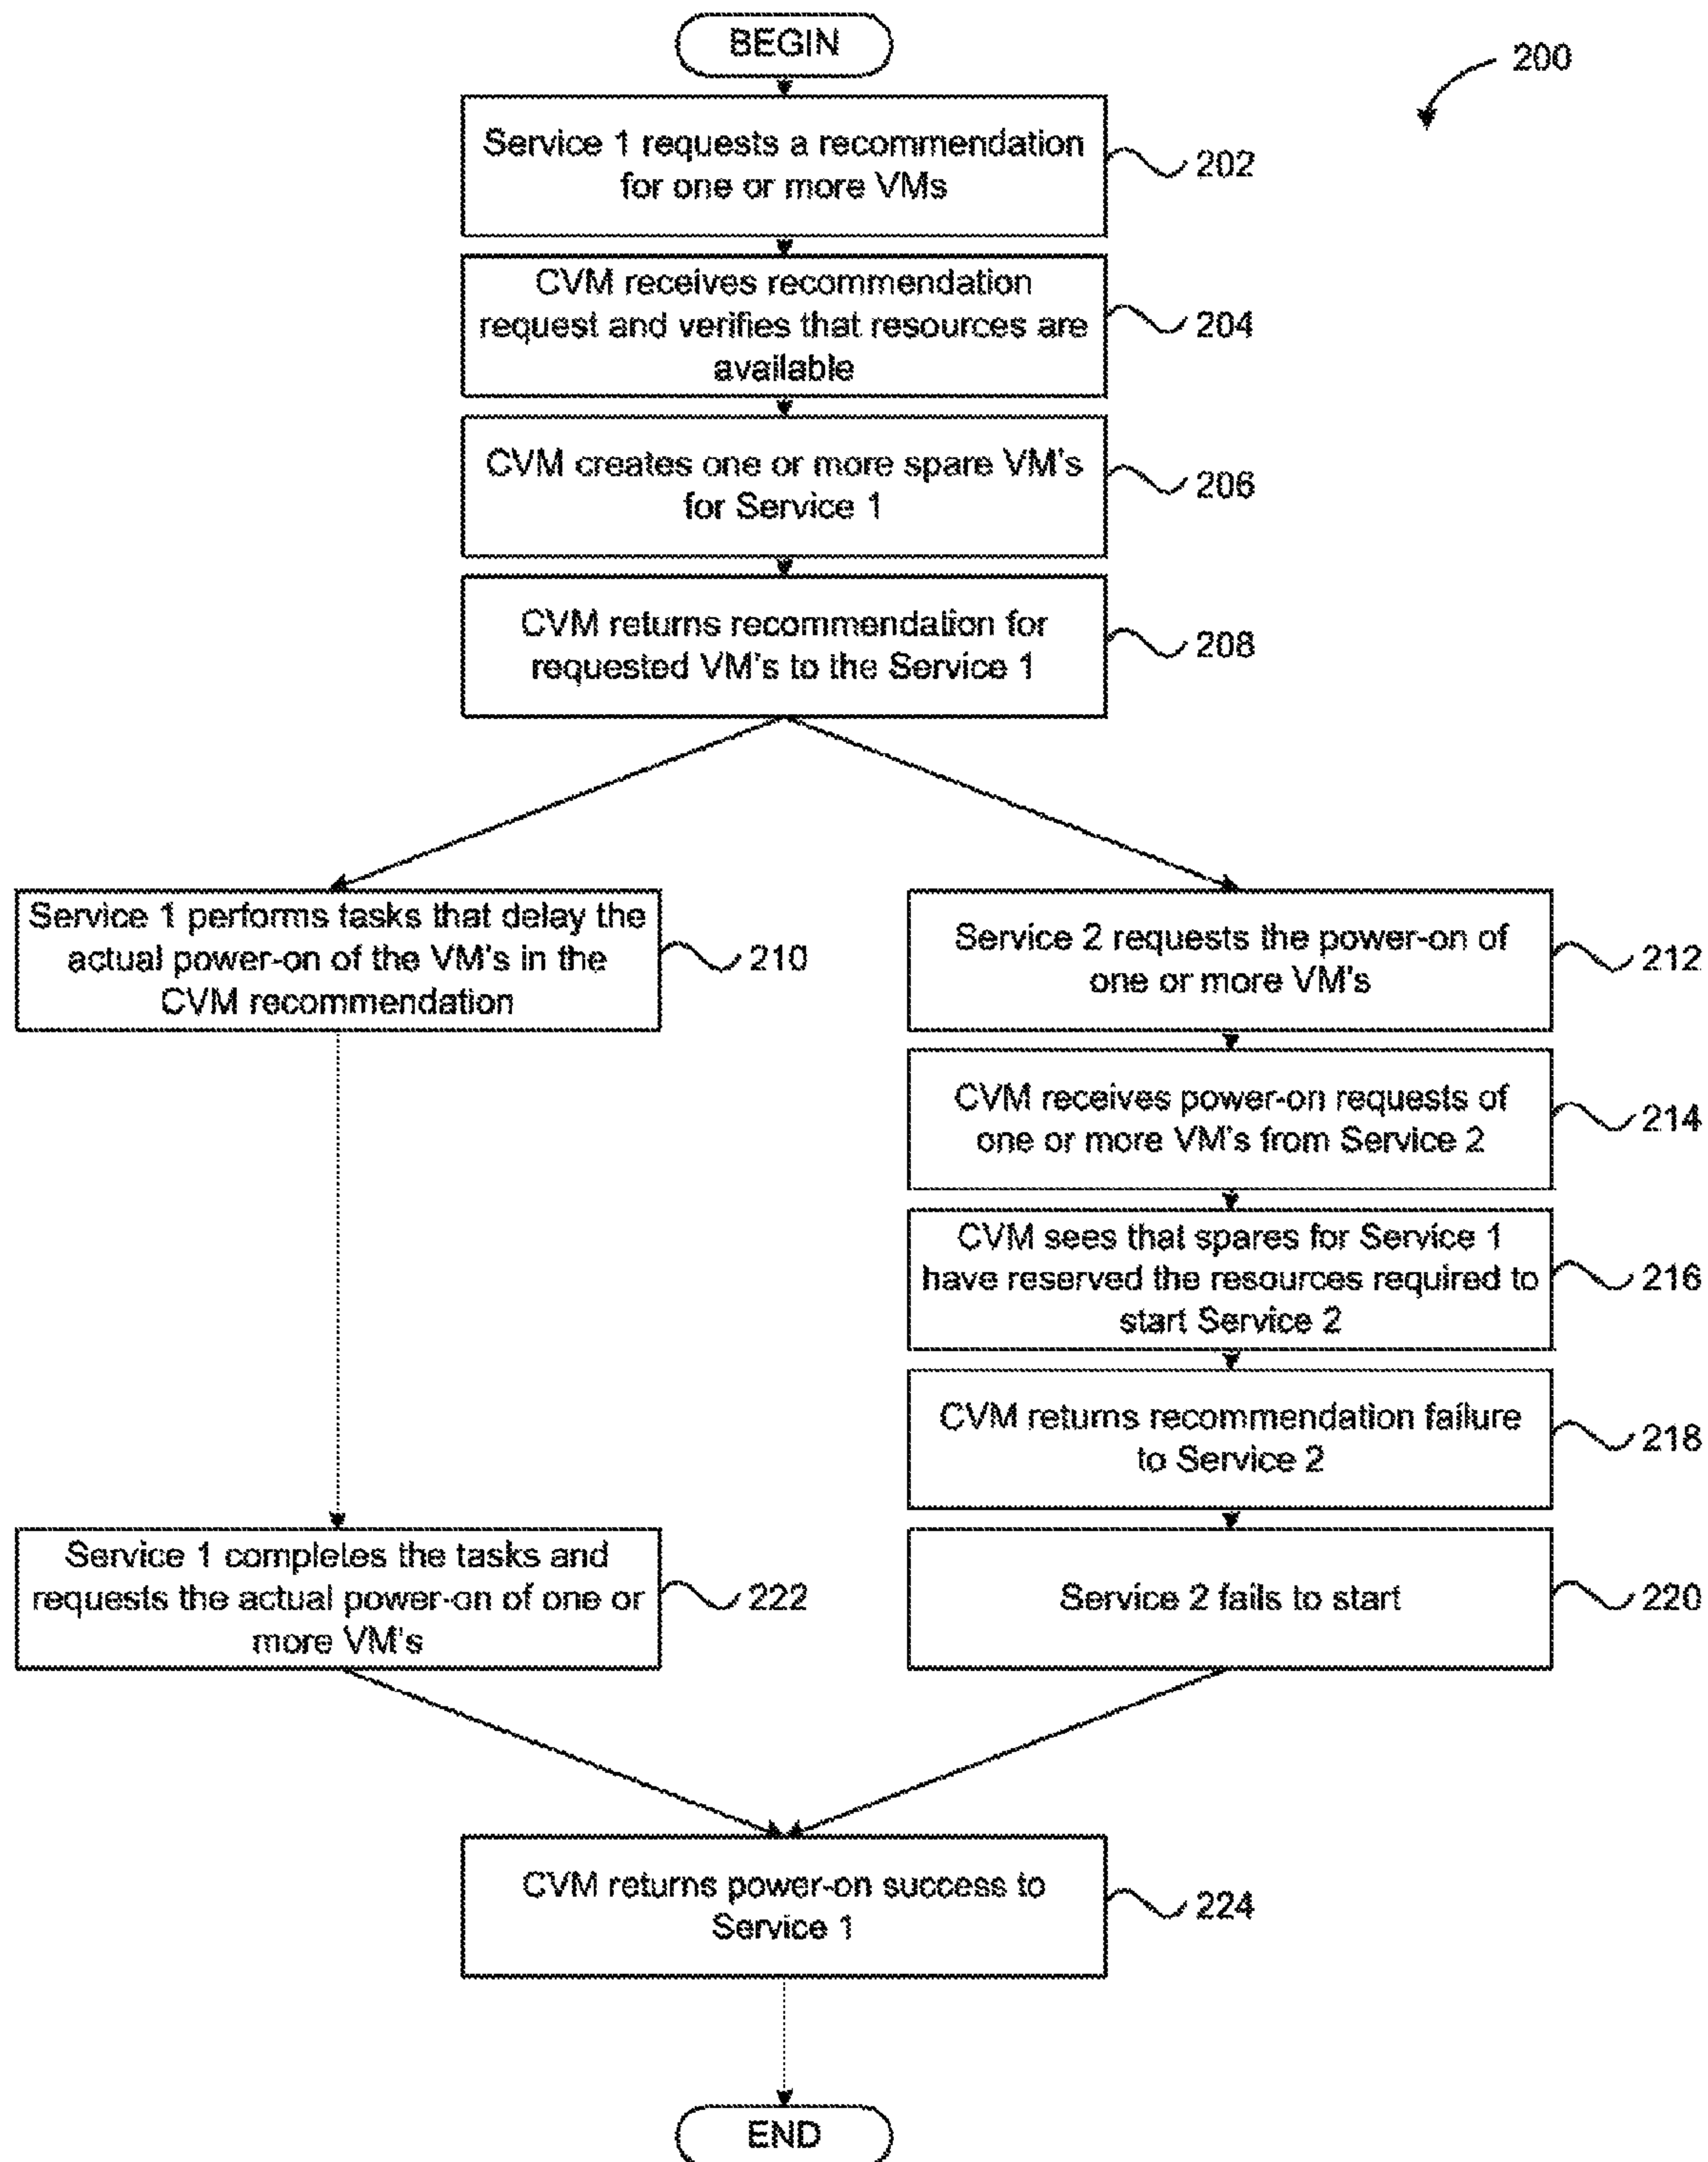 BEGIN
200
Service 1 requests a recommendation
for one or more VMs
202
CVM receives recommendation
request and verifies that resources are
available
204
CVM creates one or more spare VM's
for Service 1
206
CVM returns recommendation for
requested VM's to the Service 1
208
Service 1 performs tasks that delay the
actual power-on of the VM's in the
CVM recommendation
210
Service 2 requests the power-on of
one or more VM's
212
CVM receives power-on requests of
one or more VM's from Service 2
214
CVM sees that spares for Service 1
have reserved the resources required to
start Service 2
216
CVM returns recommendation failure
to Service 2
218
Service 1 completes the tasks and
requests the actual power-on of one or
more VM's
222
Service 2 fails to start
220
CVM returns power-on success to
Service 1
224
END